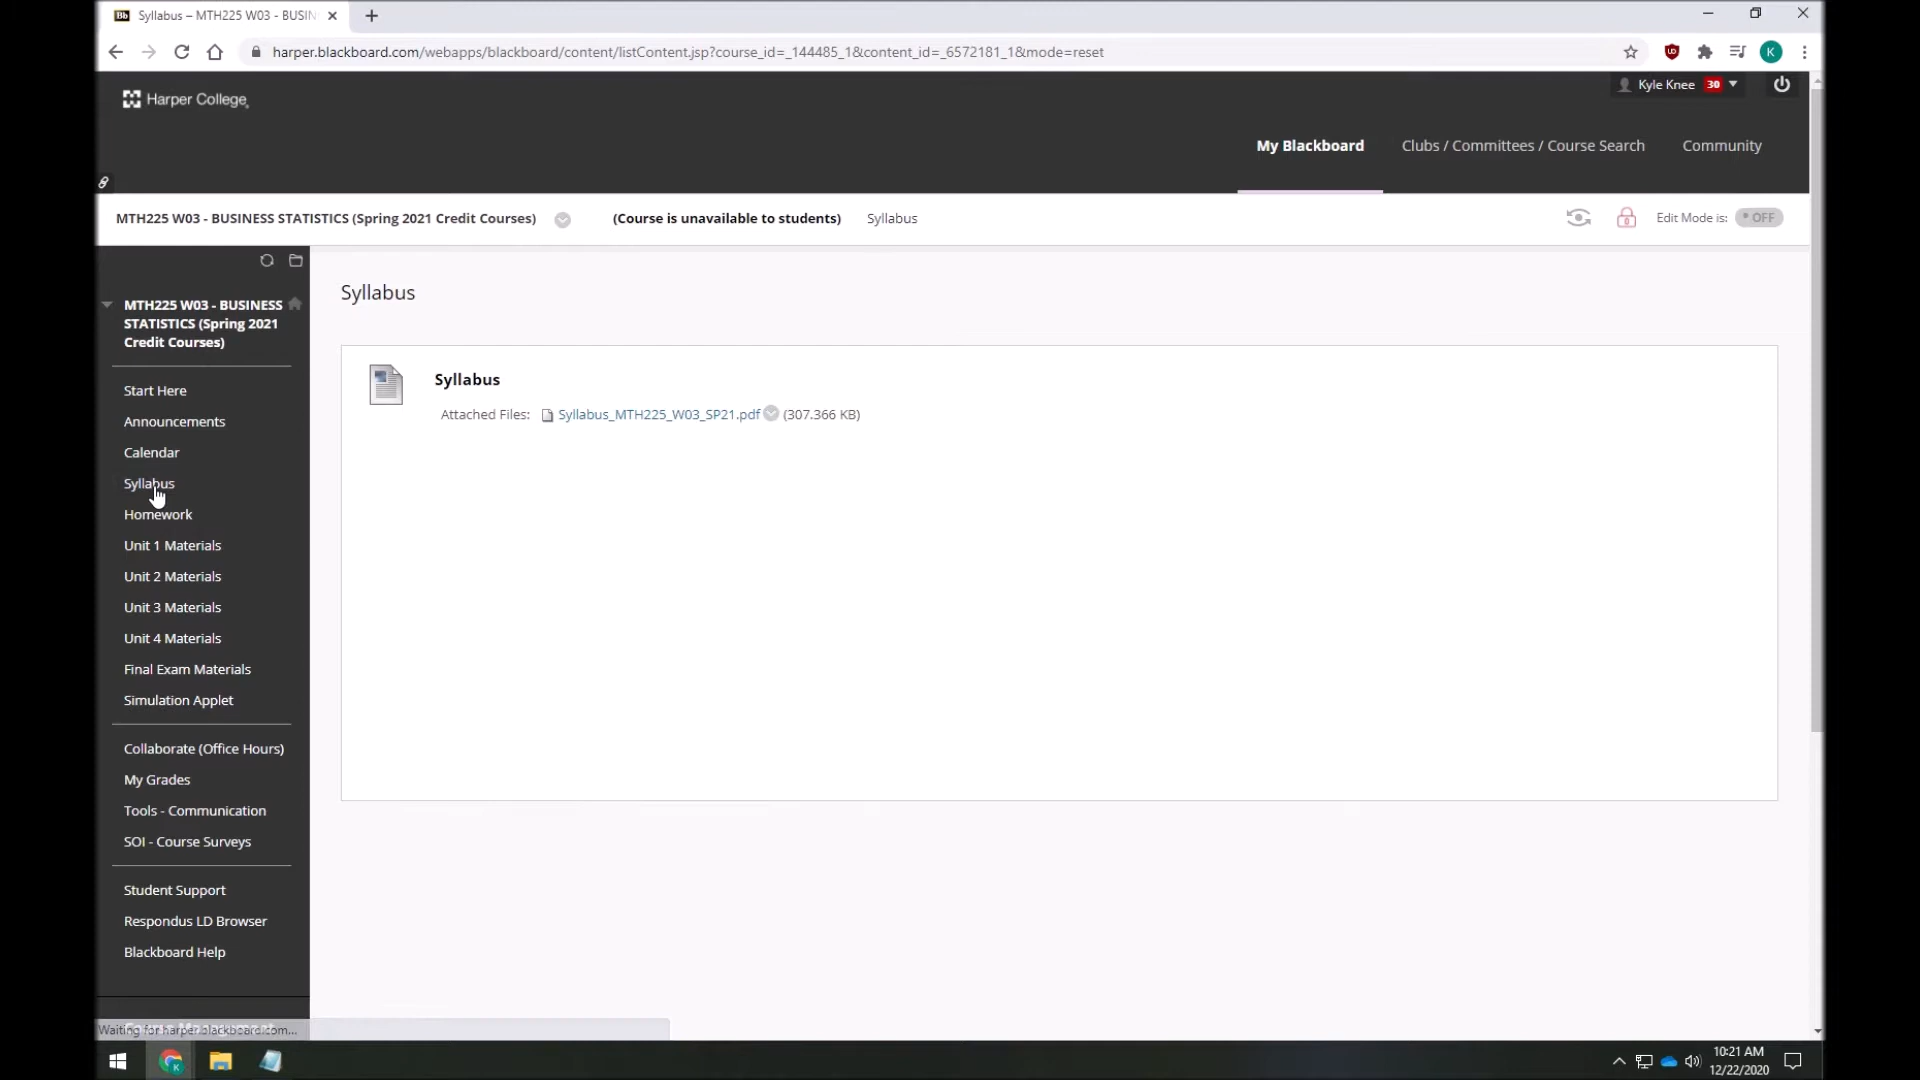 Bb Syllabus – MTH225 W03 - BUSIN
harper.blackboard.com/webapps/blackboard/content/listContent.jsp?course_id=_144485_1&content_id=_6572181_1&mode=reset
K
Harper College
Kyle Knee 30
My Blackboard
Clubs / Committees / Course Search
Community
MTH225 W03 - BUSINESS STATISTICS (Spring 2021 Credit Courses)
(Course is unavailable to students)
Syllabus
Edit Mode is: OFF
MTH225 W03 - BUSINESS
STATISTICS (Spring 2021
Credit Courses)
Start Here
Announcements
Calendar
Syllabus
Homework
Unit 1 Materials
Unit 2 Materials
Unit 3 Materials
Unit 4 Materials
Final Exam Materials
Simulation Applet
Collaborate (Office Hours)
My Grades
Tools - Communication
SOI - Course Surveys
Student Support
Respondus LD Browser
Blackboard Help
Syllabus
Syllabus
Attached Files: Syllabus_MTH225_W03_SP21.pdf (307.366 KB)
Waiting for harper.blackboard.com...
10:21 AM
12/22/2020